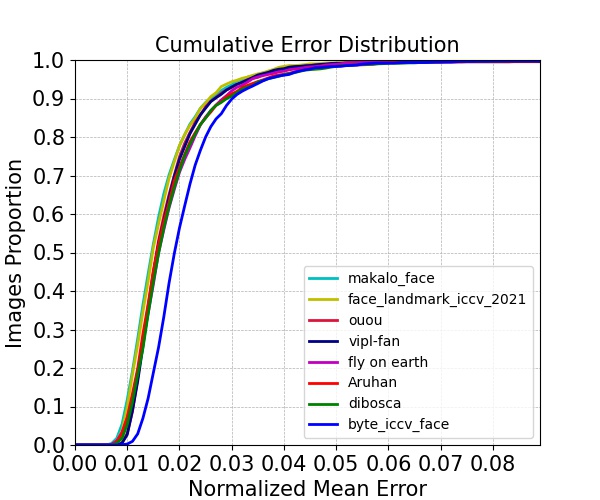 Cumulative Error Distribution
1.0
0.9
0.8
0.7
0.6
0.5
0.4
0.3
0.2
0.1
0.0
Images Proportion
makalo_face
face_landmark_iccv_2021
ouou
vipl-fan
fly on earth
Aruhan
dibosca
byte_iccv_face
0.00 0.01 0.02 0.03 0.04 0.05 0.06 0.07 0.08
Normalized Mean Error